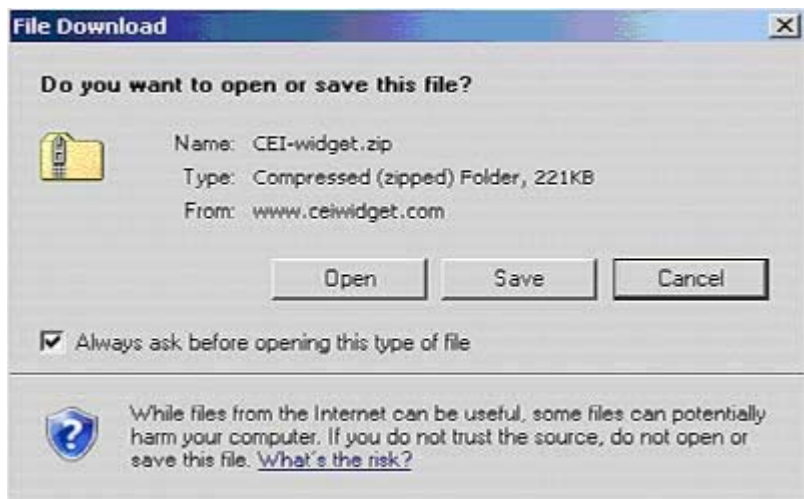 File Download
Do you want to open or save this file?
Name: CEI-widget.zip
Type: Compressed (zipped) Folder, 221KB
From: www.ceiwidget.com
Open Save Cancel
Always ask before opening this type of file
While files from the Internet can be useful, some files can potentially
harm your computer. If you do not trust the source, do not open or
save this file. What's the risk?